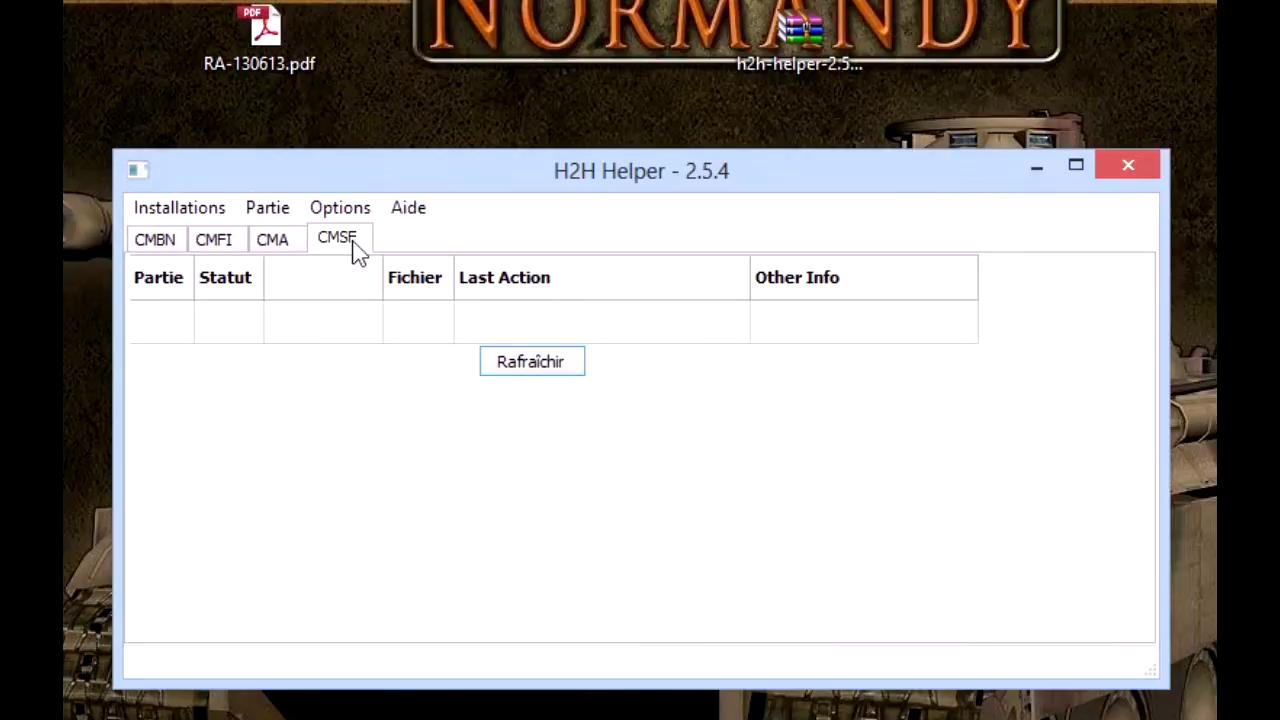 NORMANDY
RA-130613.pdf
h2h-helper-2.5...
H2H Helper - 2.5.4
Installations Partie Options Aide
CMBN CMFI CMA CMSF
Partie Statut Fichier Last Action Other Info
Rafraîchir